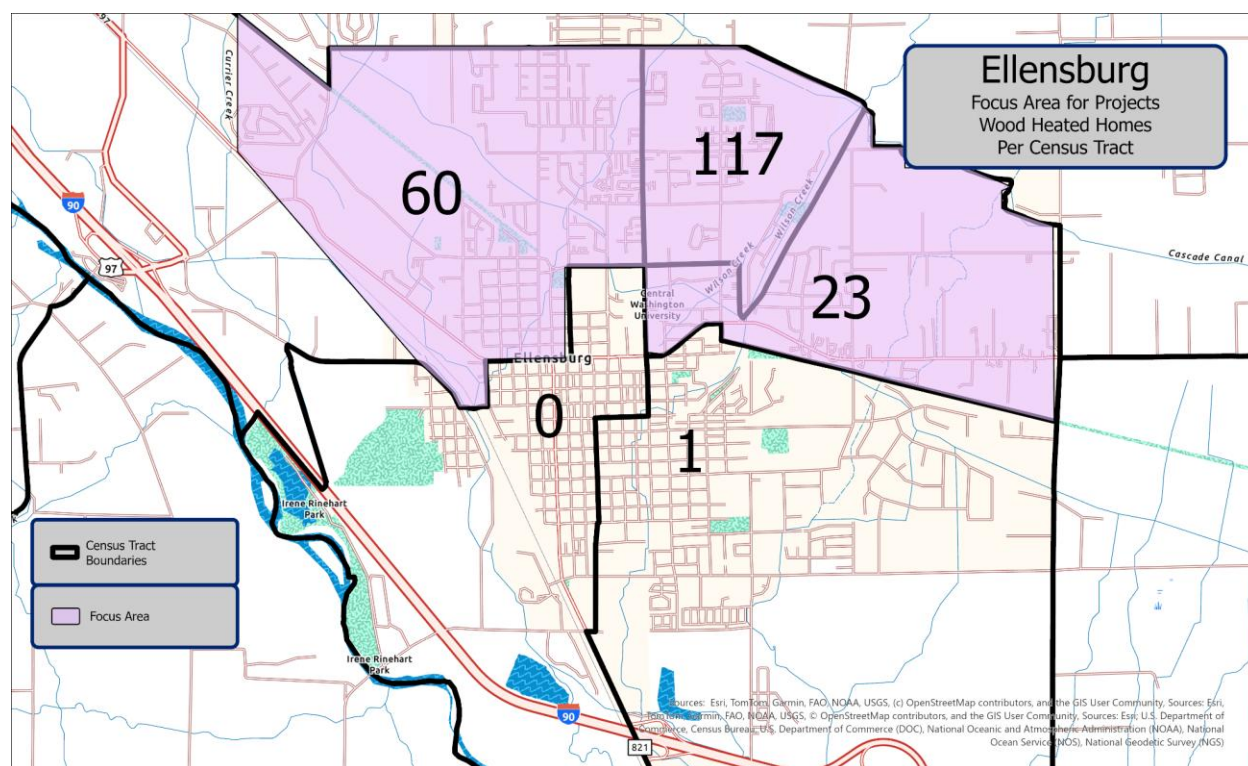 97
Currier Creek
Ellensburg
Focus Area for Projects
Wood Heated Homes
Per Census Tract
117
60
90
Wilson Creek
97
Cascade Canal
Wilson Creek
23
Central
Washington
University
Ellensburg
0
1
Irene Rinehart
Park
Census Tract
Boundaries
Focus Area
Irene Rinehart
Park
90
821
Sources: Esri, TomTom, Garmin, FAO, NOAA, USGS, (c) OpenStreetMap contributors, and the GIS User Community, Sources: Esri,
TomTom, Garmin, FAO, NOAA, USGS, © OpenStreetMap contributors, and the GIS User Community, Sources: Esri, U.S. Department of
Commerce, Census Bureau, U.S. Department of Commerce (DOC), National Oceanic and Atmospheric Administration (NOAA), National
Ocean Service (NOS), National Geodetic Survey (NGS)